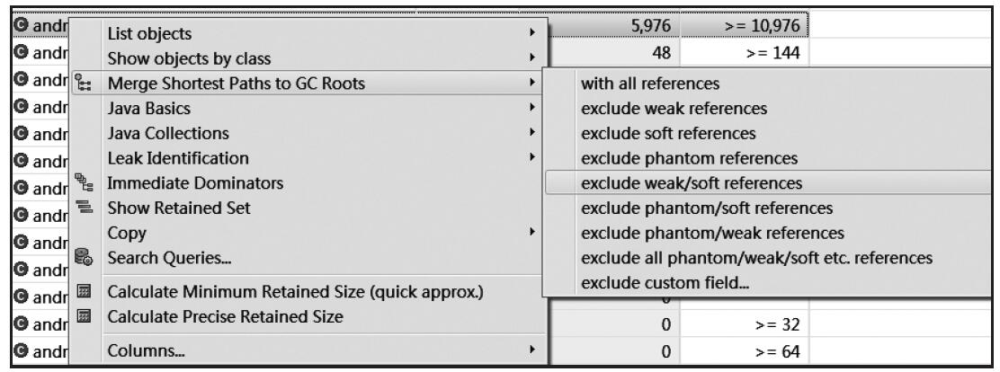 andr 5,976 >= 10,976
andr 48 >= 144
andr
andr
andr
andr
andr
andr
andr
andr
andr
andr 0 >= 32
andr 0 >= 64
List objects
Show objects by class
Merge Shortest Paths to GC Roots
Java Basics
Java Collections
Leak Identification
Immediate Dominators
Show Retained Set
Copy
Search Queries...
Calculate Minimum Retained Size (quick approx.)
Calculate Precise Retained Size
Columns...
with all references
exclude weak references
exclude soft references
exclude phantom references
exclude weak/soft references
exclude phantom/soft references
exclude phantom/weak references
exclude all phantom/weak/soft etc. references
exclude custom field...